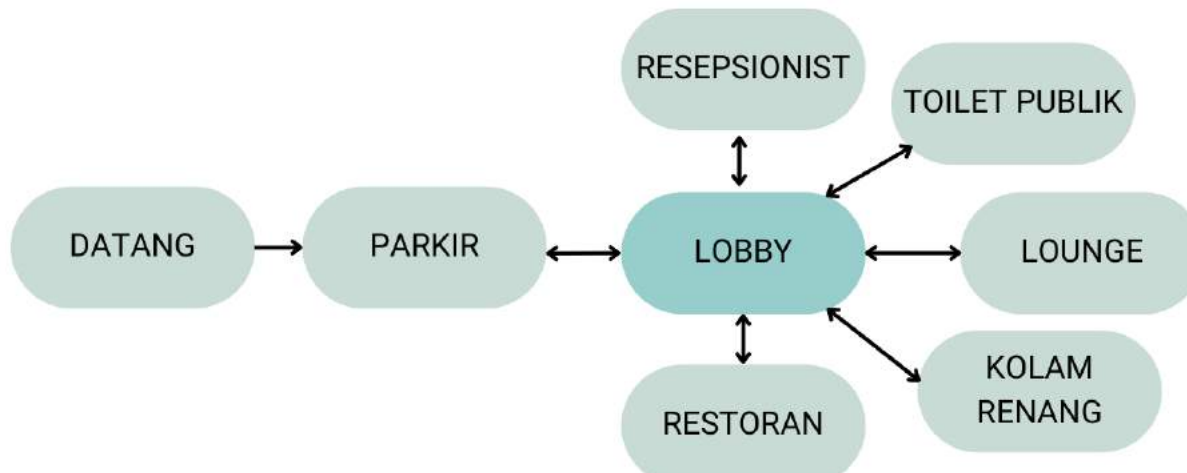 RESEPSIONIST
TOILET PUBLIK
DATANG
PARKIR
LOBBY
LOUNGE
KOLAM
RENANG
RESTORAN